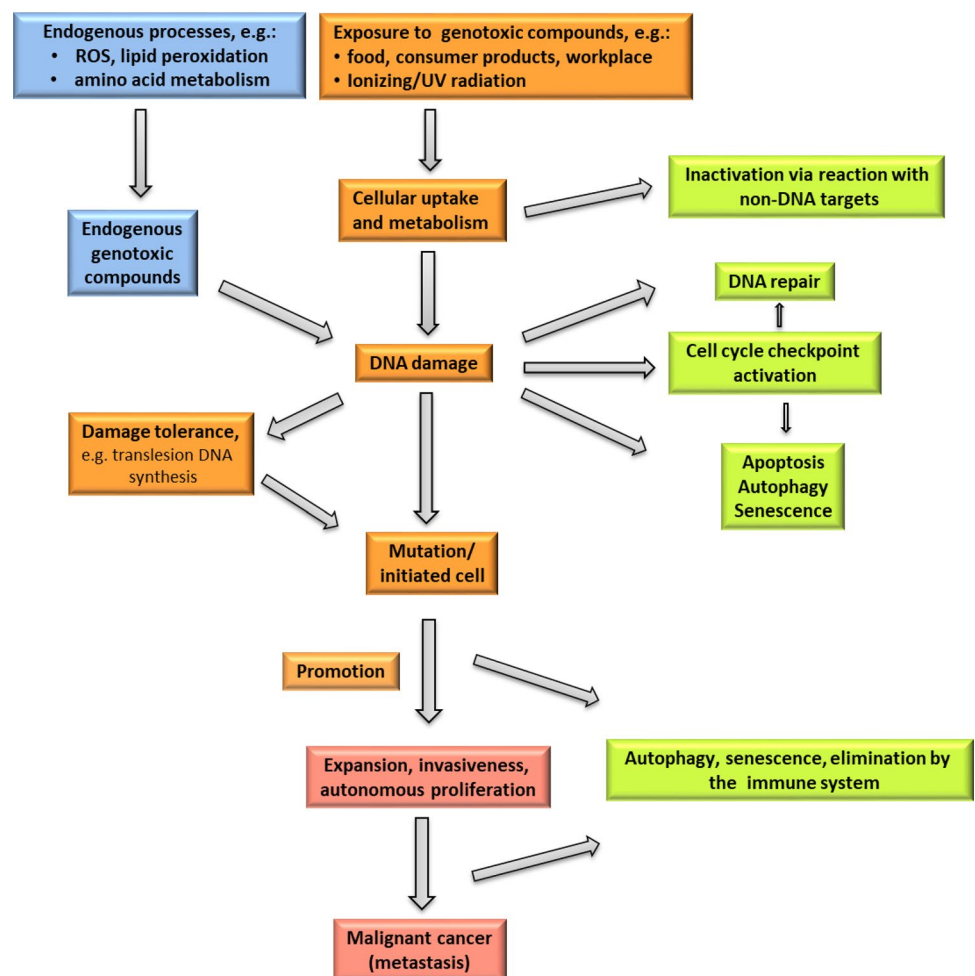 Endogenous processes, e.g.:
• ROS, lipid peroxidation
• amino acid metabolism
Exposure to genotoxic compounds, e.g.:
• food, consumer products, workplace
• Ionizing/UV radiation
Cellular uptake
and metabolism
Inactivation via reaction with
non-DNA targets
Endogenous
genotoxic
compounds
DNA repair
DNA damage
Cell cycle checkpoint
activation
Damage tolerance,
e.g. translesion DNA
synthesis
Apoptosis
Autophagy
Senescence
Mutation/
initiated cell
Promotion
Expansion, invasiveness,
autonomous proliferation
Autophagy, senescence, elimination by
the immune system
Malignant cancer
(metastasis)